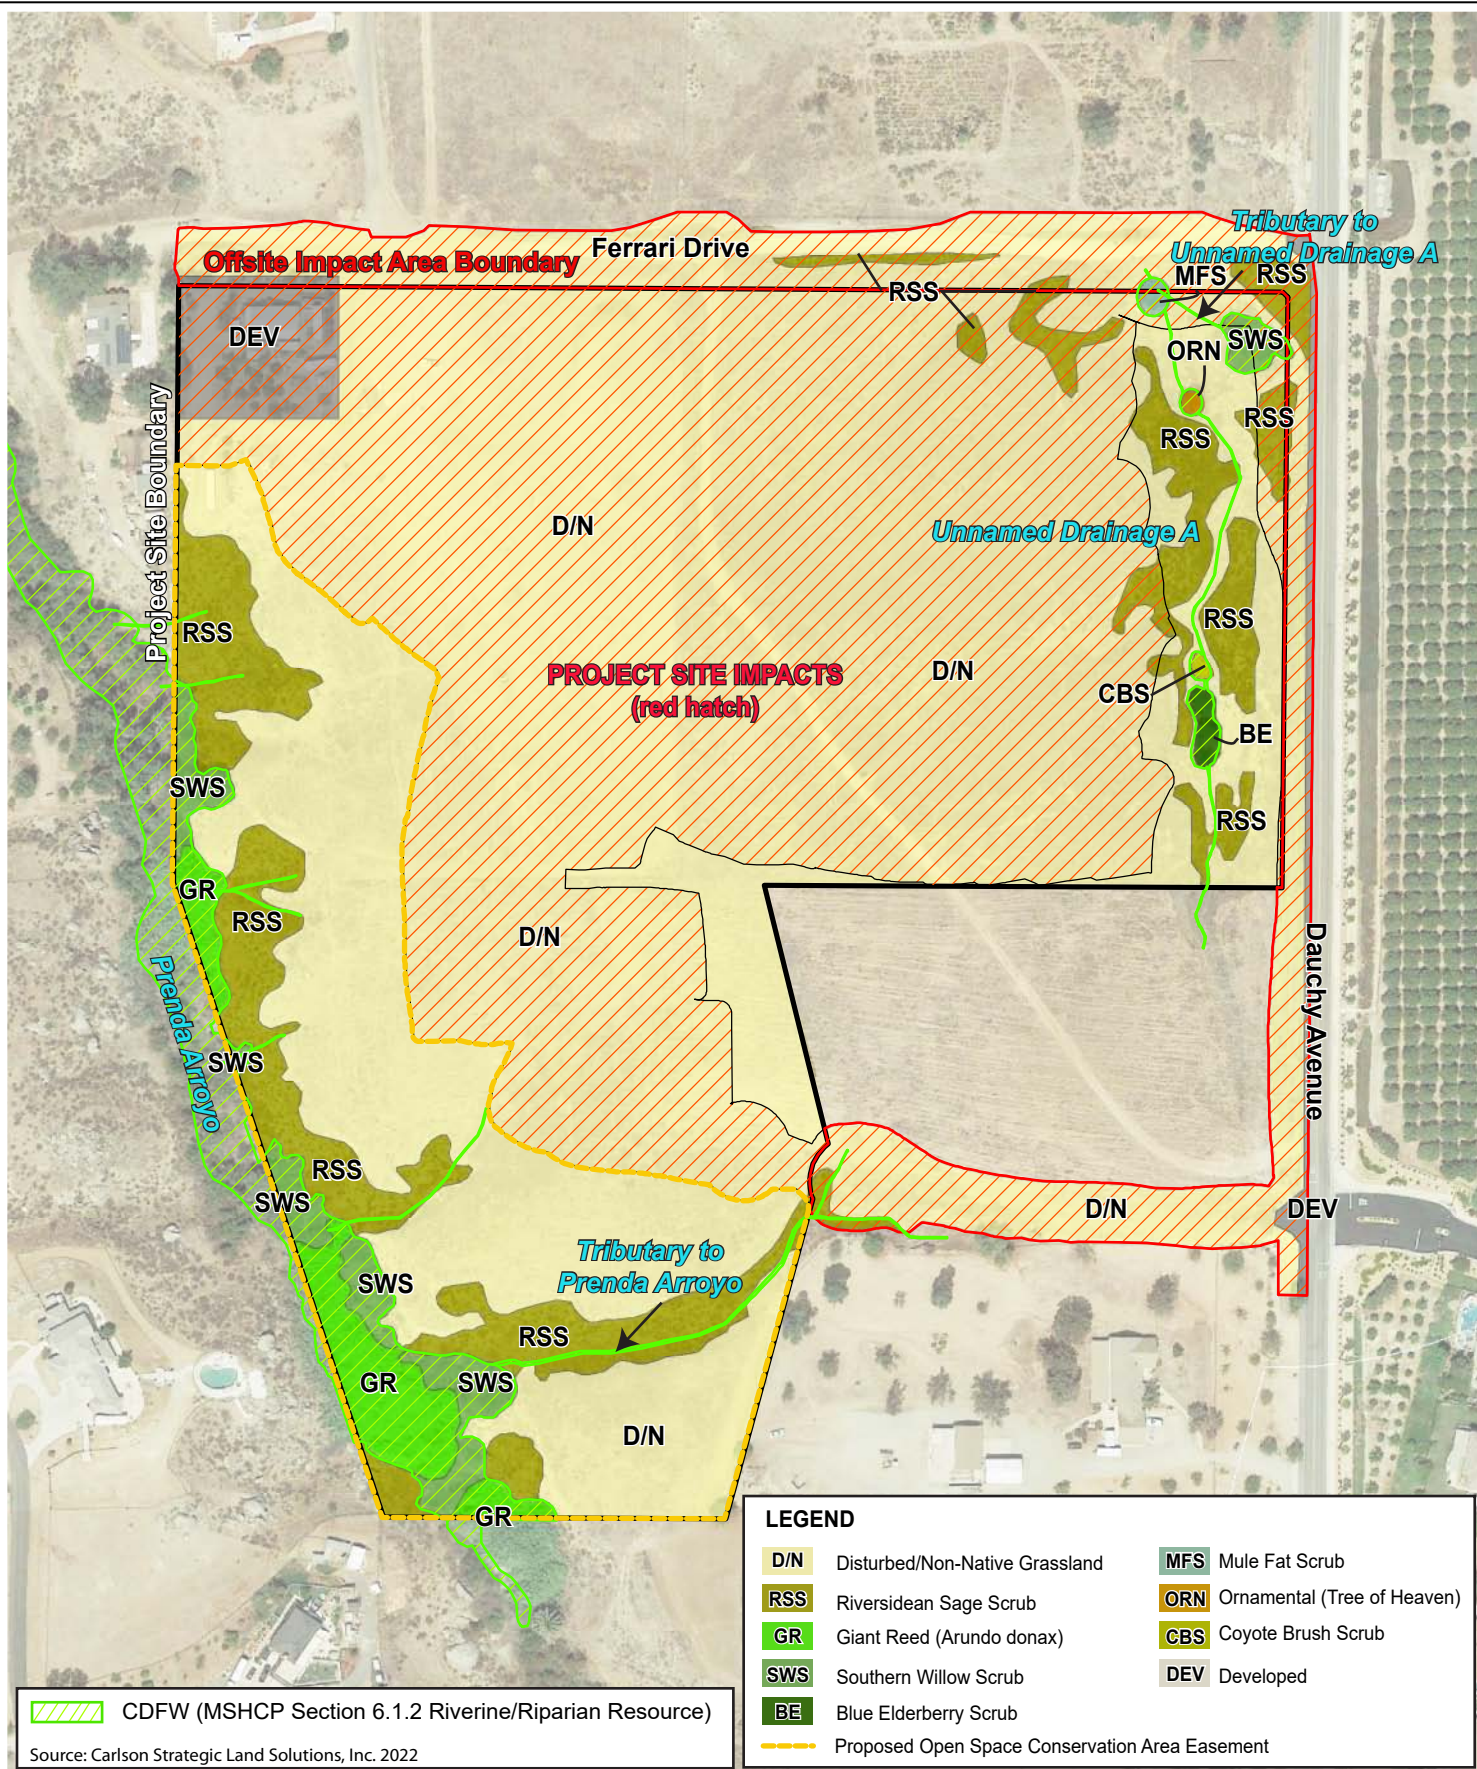 Tributary to
Unnamed Drainage A
Ferrari Drive
Offsite Impact Area Boundary
MFS
RSS
RSS
DEV
SWS
ORN
Project Site Boundary
RSS
RSS
D/N
Unnamed Drainage A
RSS
RSS
PROJECT SITE IMPACTS
(red hatch)
D/N
CBS
BE
SWS
RSS
GR
RSS
D/N
Prenda Arroyo
Dauchy Avenue
SWS
RSS
SWS
D/N
DEV
Tributary to
Prenda Arroyo
SWS
RSS
GR
SWS
D/N
GR
LEGEND
D/N Disturbed/Non-Native Grassland
RSS Riversidean Sage Scrub
GR Giant Reed (Arundo donax)
SWS Southern Willow Scrub
BE Blue Elderberry Scrub
Proposed Open Space Conservation Area Easement
MFS Mule Fat Scrub
ORN Ornamental (Tree of Heaven)
CBS Coyote Brush Scrub
DEV Developed
CDFW (MSHCP Section 6.1.2 Riverine/Riparian Resource)
Source: Carlson Strategic Land Solutions, Inc. 2022